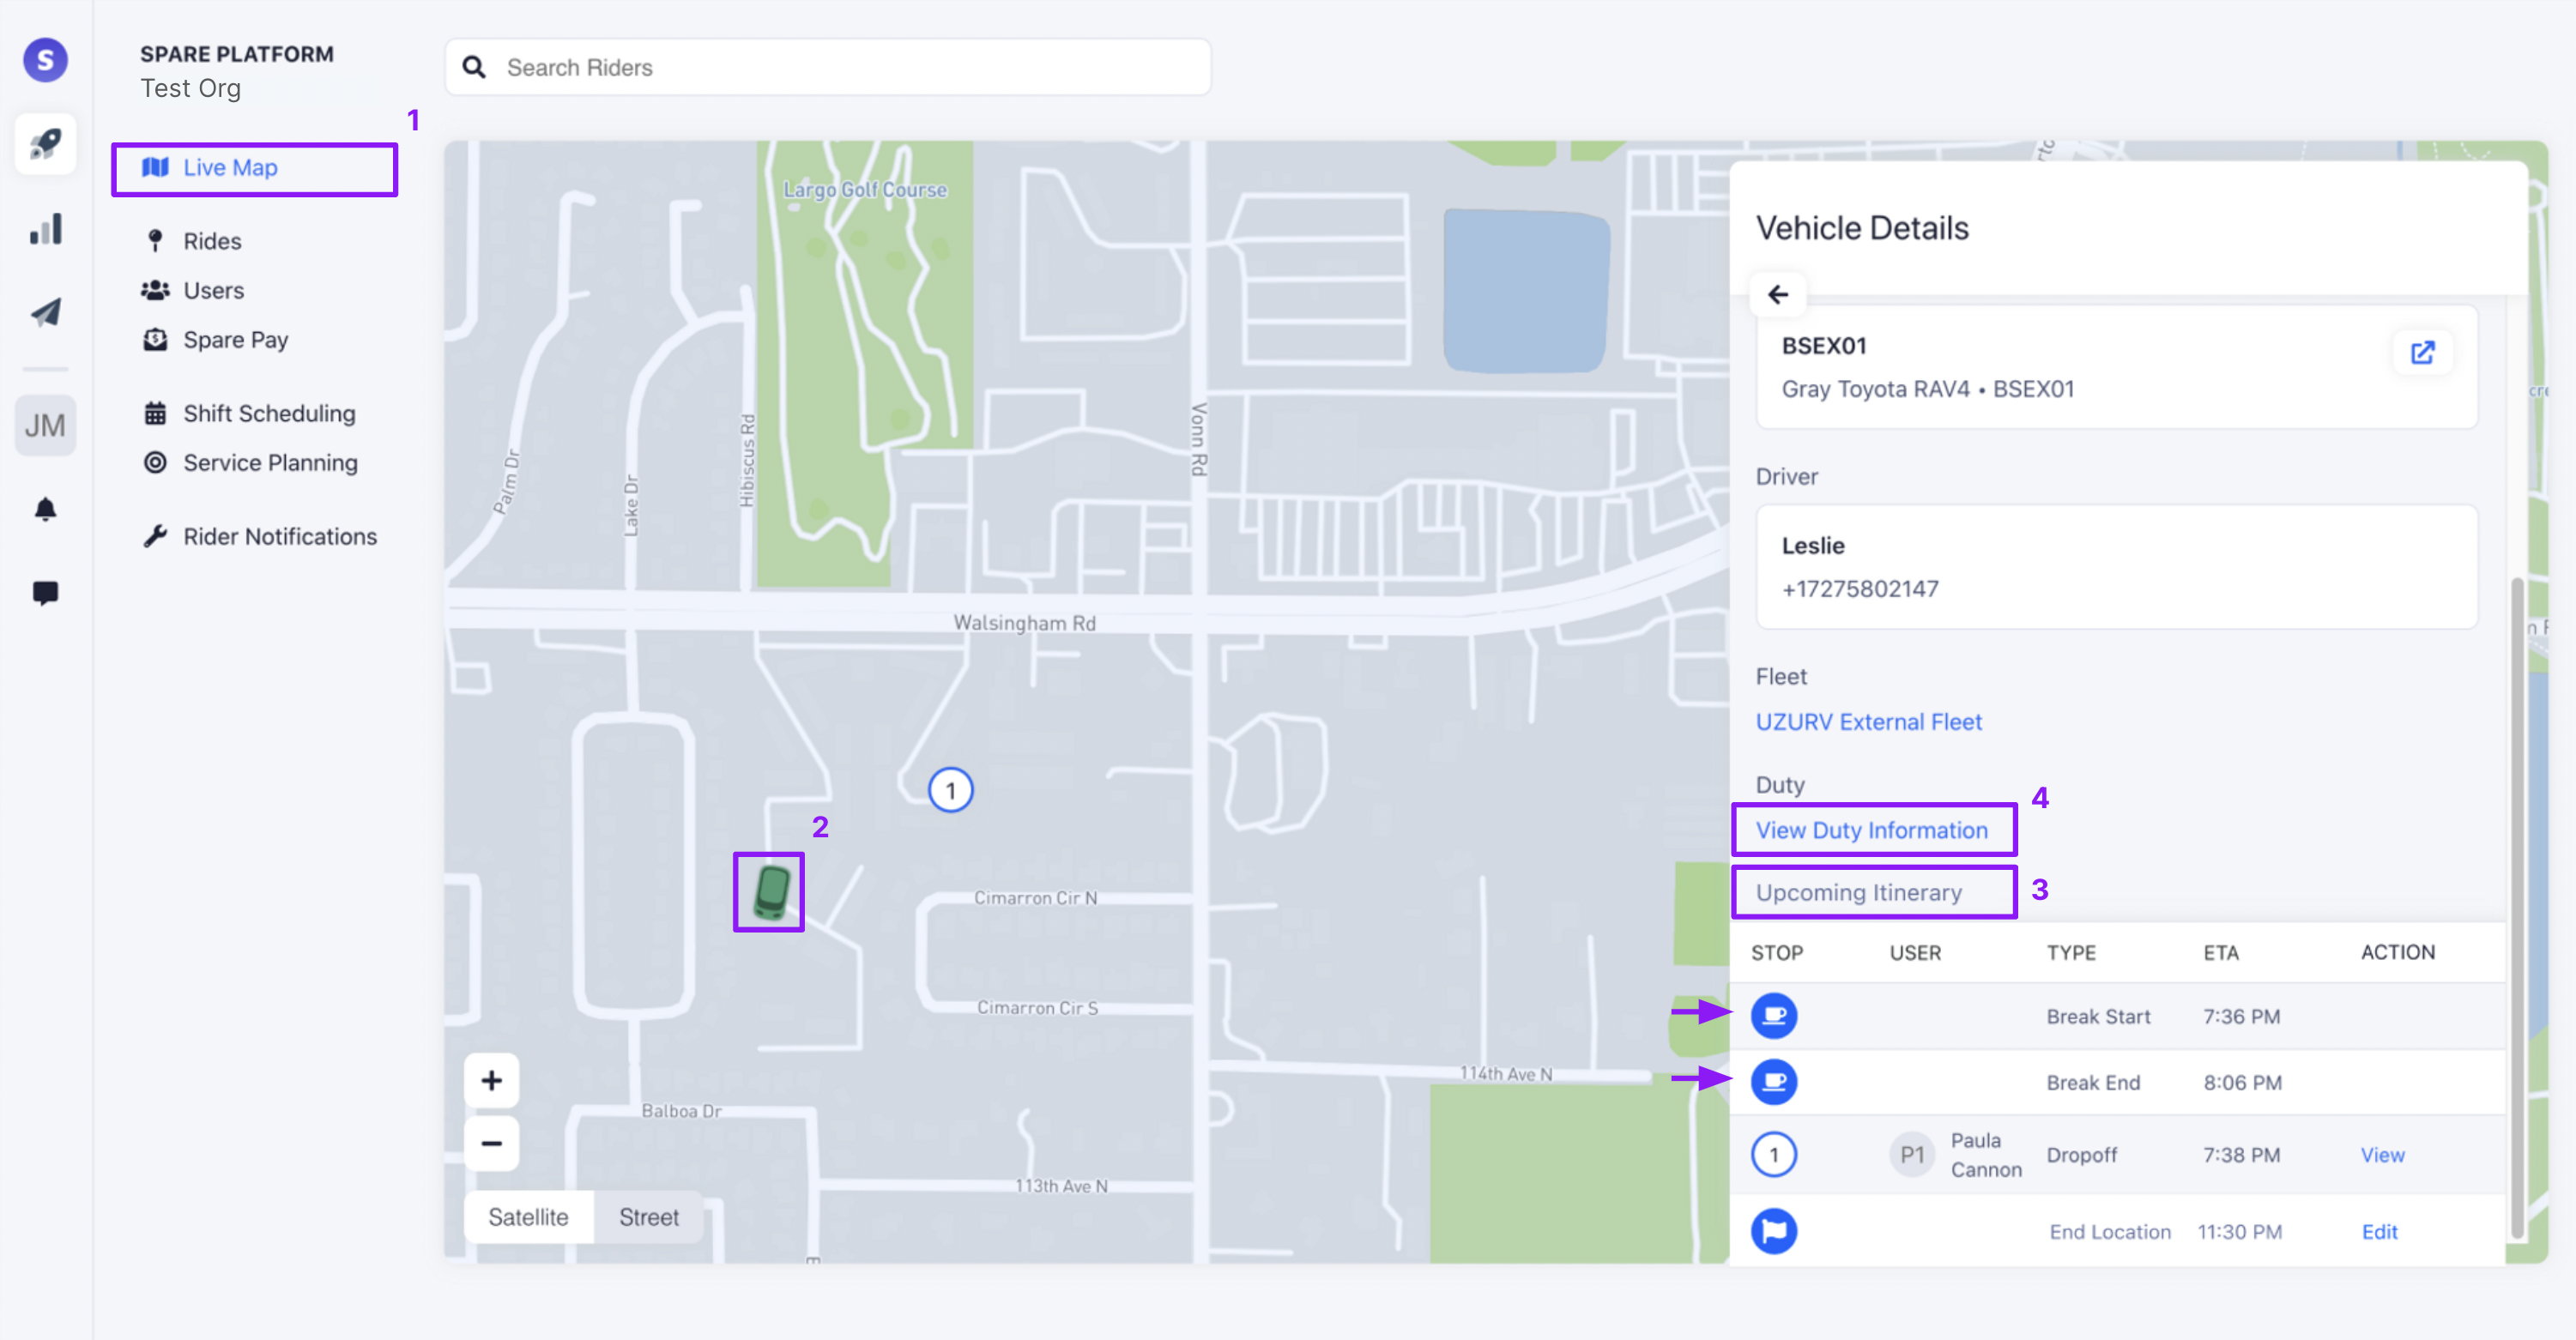 S
SPARE PLATFORM
Test Org
Search Riders
1
Live Map
Rides
Users
Spare Pay
JM
Shift Scheduling
Service Planning
Rider Notifications
Largo Golf Course
Palm Dr
Lake Dr
Hibiscus Rd
Vonn Rd
Walsingham Rd
1
2
Cimarron Cir N
Cimarron Cir S
114th Ave N
Balboa Dr
113th Ave N
+
−
Satellite
Street
Vehicle Details
BSEX01
Gray Toyota RAV4 • BSEX01
Driver
Leslie
+17275802147
Fleet
UZURV External Fleet
Duty
4
View Duty Information
Upcoming Itinerary
3
STOP USER TYPE ETA ACTION
Break Start 7:36 PM
Break End 8:06 PM
1 P1 Paula Cannon Dropoff 7:38 PM View
End Location 11:30 PM Edit